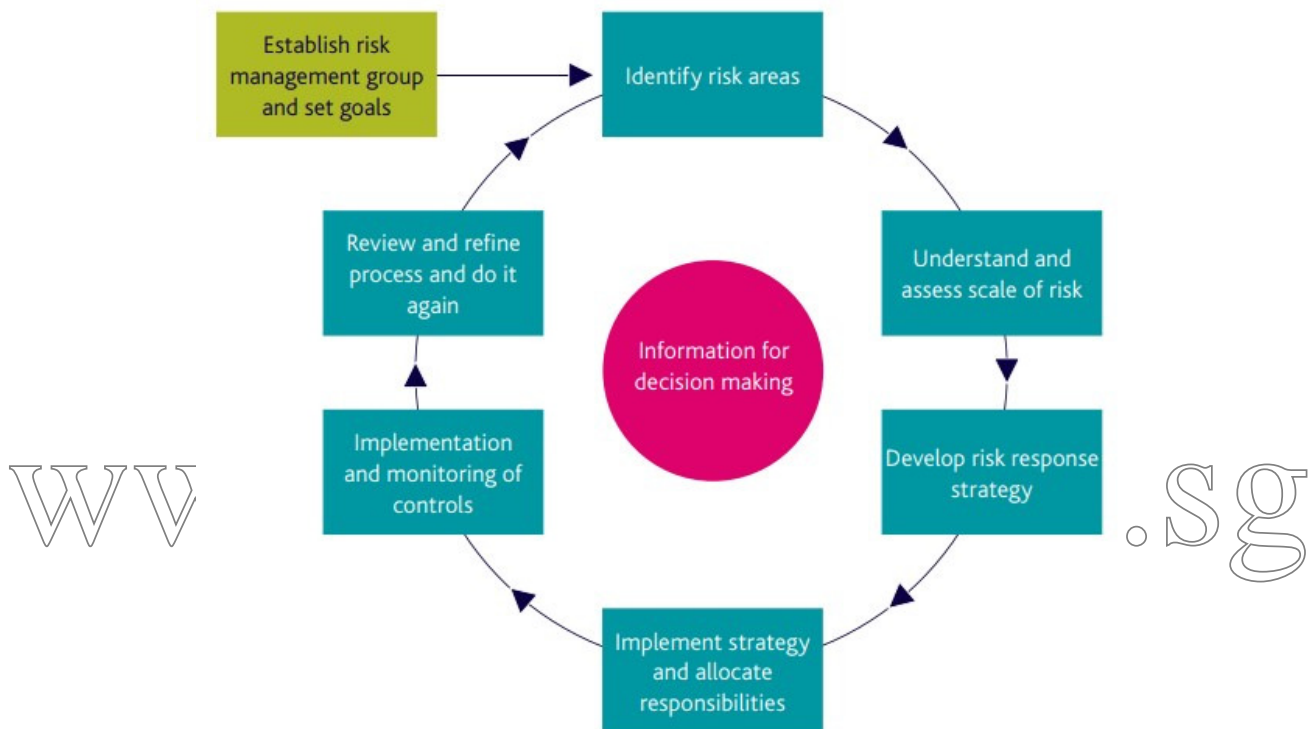 Establish risk
management group
and set goals
Identify risk areas
Understand and
assess scale of risk
Develop risk response
strategy
Implement strategy
and allocate
responsibilities
Implementation
and monitoring of
controls
Review and refine
process and do it
again
Information for
decision making
.sg